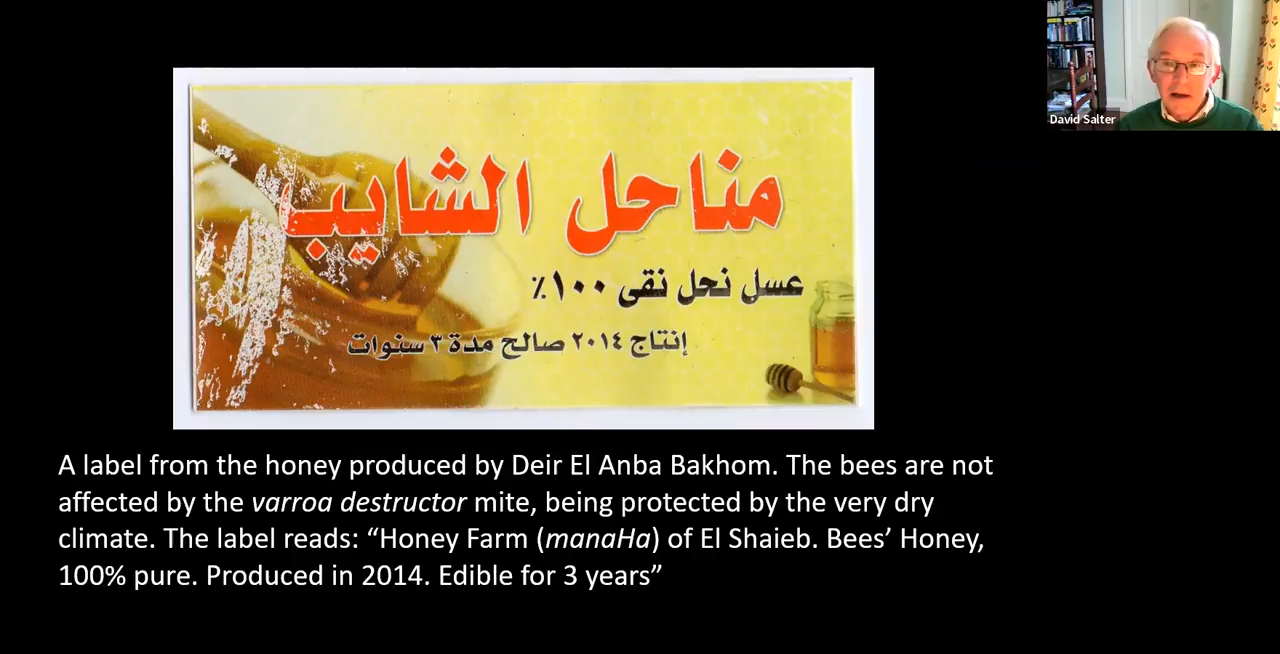 David Salter
مناحل الشايب
عسل نحل نقى ١٠٠٪
إنتاج ٢٠١٤ صالح مدة ٣ سنوات
A label from the honey produced by Deir El Anba Bakhom. The bees are not
affected by the varroa destructor mite, being protected by the very dry
climate. The label reads: “Honey Farm (manaHa) of El Shaieb. Bees’ Honey,
100% pure. Produced in 2014. Edible for 3 years”